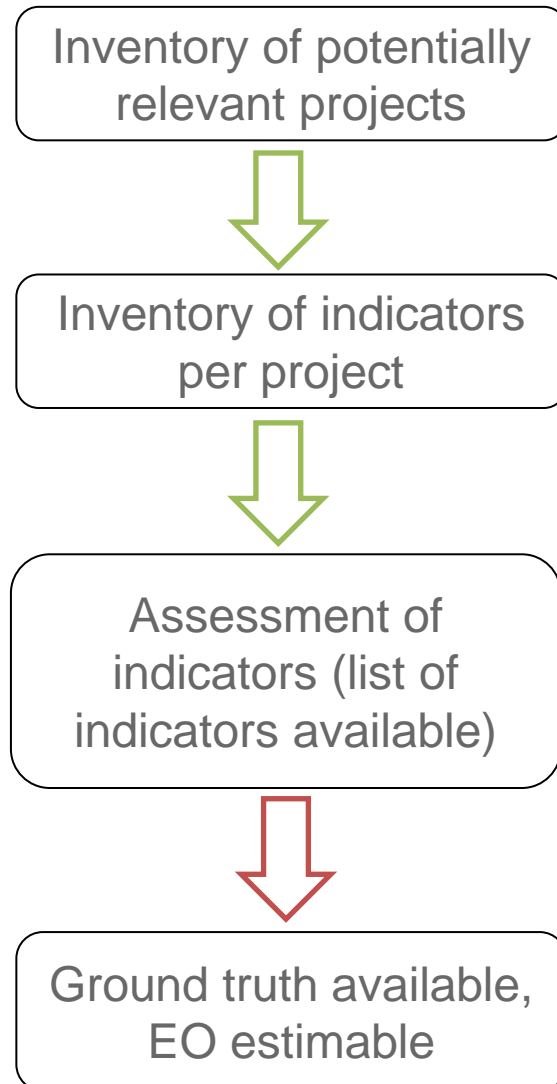 Inventory of potentially
relevant projects
Inventory of indicators
per project
Assessment of
indicators (list of
indicators available)
Ground truth available,
EO estimable